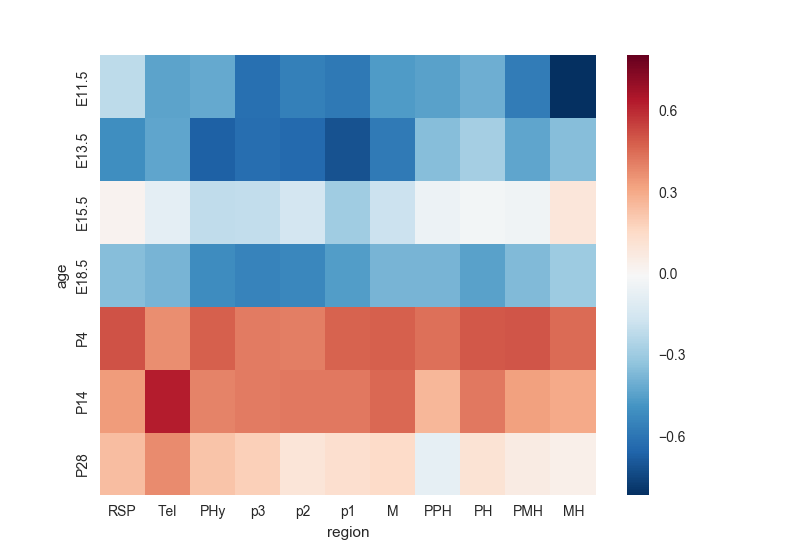 age
E11.5
E13.5
E15.5
E18.5
P4
P14
P28
RSP Tel PHy p3 p2 p1 M PPH PH PMH MH
region
0.6
0.3
0.0
−0.3
−0.6